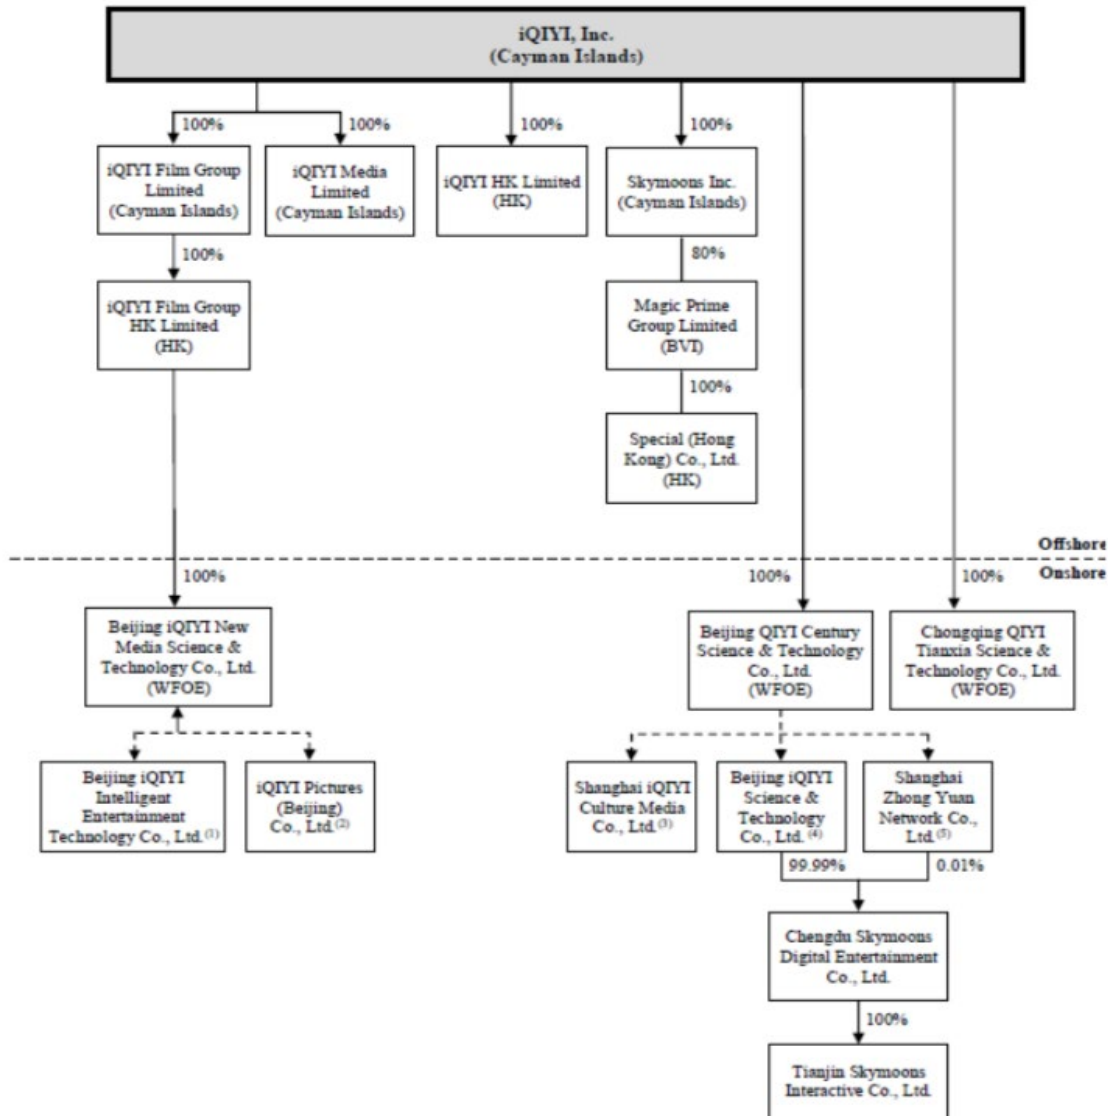 iQIYI, Inc.
(Cayman Islands)
100%
100%
100%
100%
iQIYI Film Group
Limited
(Cayman Islands)
iQIYI Media
Limited
(Cayman Islands)
iQIYI HK Limited
(HK)
Skymoons Inc.
(Cayman Islands)
100%
80%
iQIYI Film Group
HK Limited
(HK)
Magic Prime
Group Limited
(BVI)
100%
Special (Hong
Kong) Co., Ltd.
(HK)
Offshore
Onshore
100%
100%
100%
Beijing iQIYI New
Media Science &
Technology Co., Ltd.
(WFOE)
Beijing QIYI Century
Science & Technology
Co., Ltd.
(WFOE)
Chongqing QIYI
Tianxia Science &
Technology Co., Ltd.
(WFOE)
Beijing iQIYI
Intelligent
Entertainment
Technology Co., Ltd.(1)
iQIYI Pictures
(Beijing)
Co., Ltd.(2)
Shanghai iQIYI
Culture Media
Co., Ltd.(3)
Beijing iQIYI
Science &
Technology
Co., Ltd.(4)
Shanghai
Zhong Yuan
Network Co.,
Ltd.(5)
99.99%
0.01%
Chengdu Skymoons
Digital Entertainment
Co., Ltd.
100%
Tianjin Skymoons
Interactive Co., Ltd.